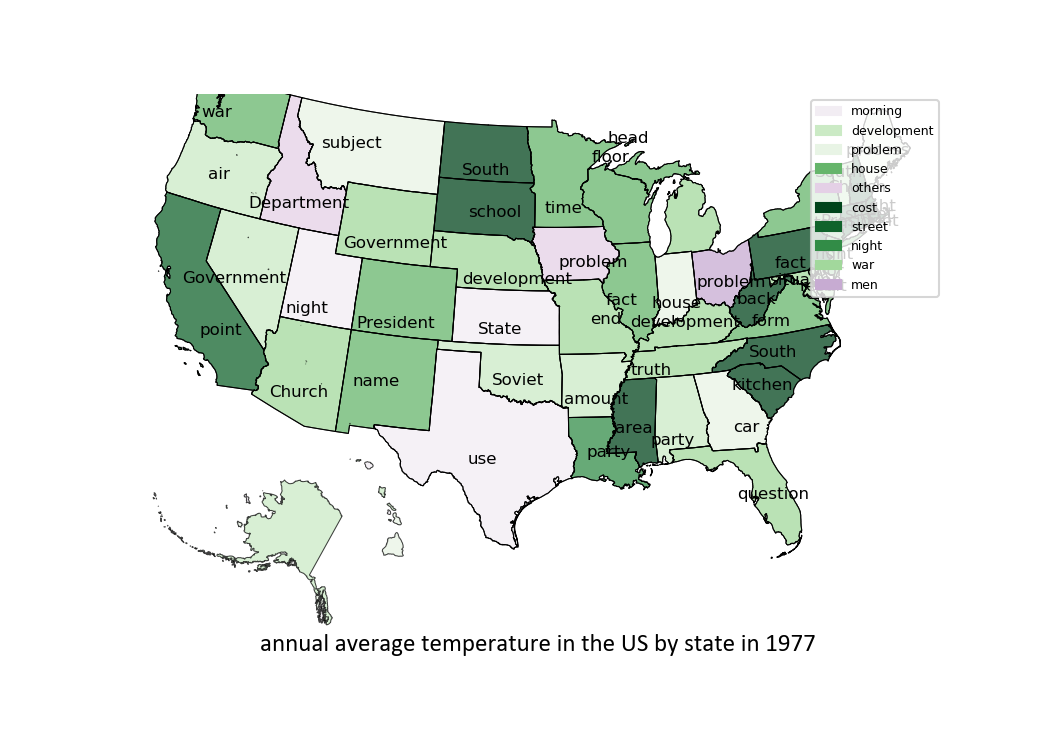 morning
development
problem
house
others
cost
street
night
war
men
war
head
subject
floor
South
air
Department
school
time
Government
problem
fact
Government
development
problem
back
night
fact
house
President
end
development
form
point
State
South
truth
name
Soviet
kitchen
Church
amount
area
car
party
party
use
question
annual average temperature in the US by state in 1977